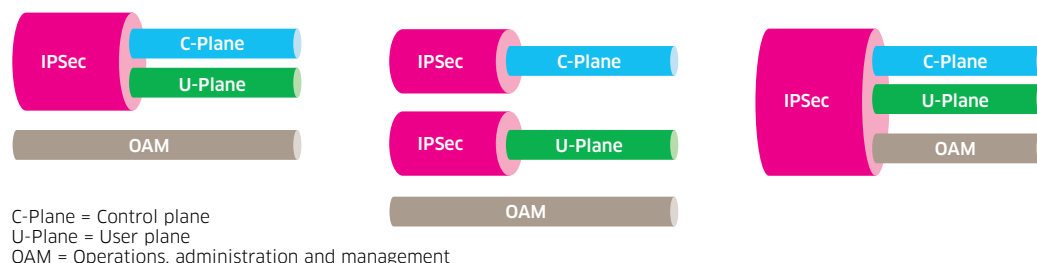 IPSec
C-Plane
U-Plane
OAM
IPSec
C-Plane
IPSec
U-Plane
OAM
IPSec
C-Plane
U-Plane
OAM
C-Plane = Control plane
U-Plane = User plane
OAM = Operations, administration and management